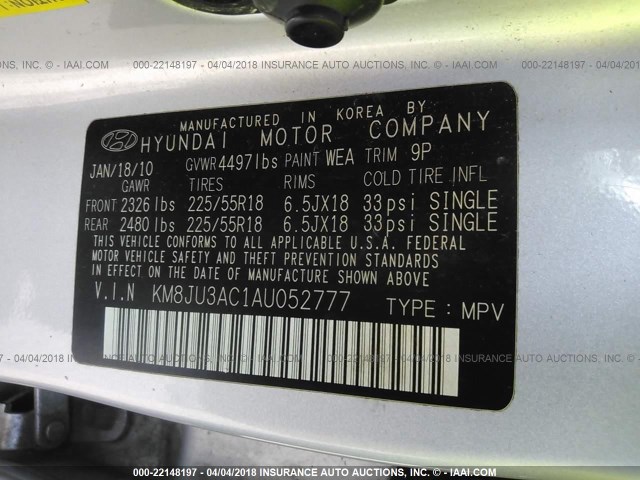 000-22148197 - 04/04/2018 INSURANCE AUTO AUCTIONS, INC. © - IAAI.COM
MANUFACTURED IN KOREA BY
HYUNDAI MOTOR COMPANY
JAN/18/10 GVWR 4497lbs PAINT WEA TRIM 9P
GAWR TIRES RIMS COLD TIRE INFL
FRONT 2326 lbs 225/55R18 6.5JX18 33psi SINGLE
REAR 2480 lbs 225/55R18 6.5JX18 33psi SINGLE
THIS VEHICLE CONFORMS TO ALL APPLICABLE U.S.A. FEDERAL
MOTOR VEHICLE SAFETY AND THEFT PREVENTION STANDARDS
IN EFFECT ON THE DATE OF MANUFACTURE SHOWN ABOVE.
V.I.N KM8JU3AC1AU052777 TYPE : MPV
000-22148197 - 04/04/2018 INSURANCE AUTO AUCTIONS, INC. © - IAAI.COM
000-22148197 - 04/04/2018 INSURANCE AUTO AUCTIONS, INC. © - IAAI.COM